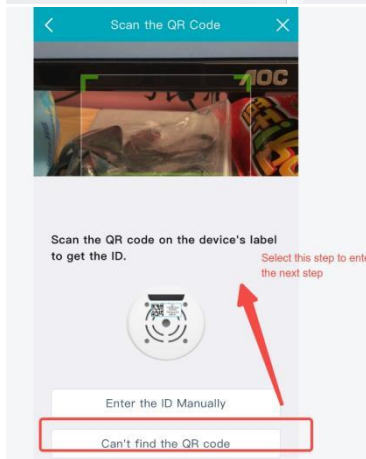 Scan the QR Code
AOC
Scan the QR code on the device's label
to get the ID.
Select this step to ente
the next step
Enter the ID Manually
Can't find the QR code